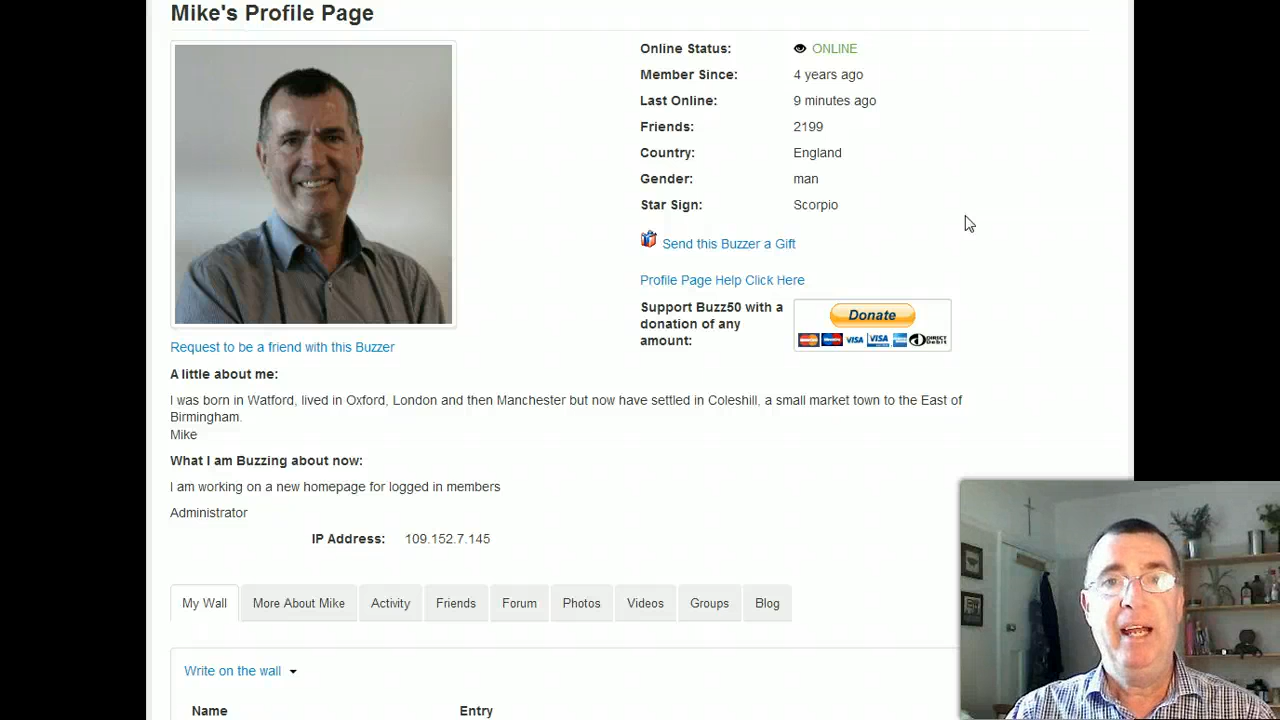 Mike's Profile Page
Online Status: ONLINE
Member Since: 4 years ago
Last Online: 9 minutes ago
Friends: 2199
Country: England
Gender: man
Star Sign: Scorpio
Send this Buzzer a Gift
Profile Page Help Click Here
Support Buzz50 with a
donation of any
amount:
Donate
MasterCard VISA VISA DIRECT Debit
Request to be a friend with this Buzzer
A little about me:
I was born in Watford, lived in Oxford, London and then Manchester but now have settled in Coleshill, a small market town to the East of
Birmingham.
Mike
What I am Buzzing about now:
I am working on a new homepage for logged in members
Administrator
IP Address: 109.152.7.145
My Wall More About Mike Activity Friends Forum Photos Videos Groups Blog
Write on the wall
Name Entry